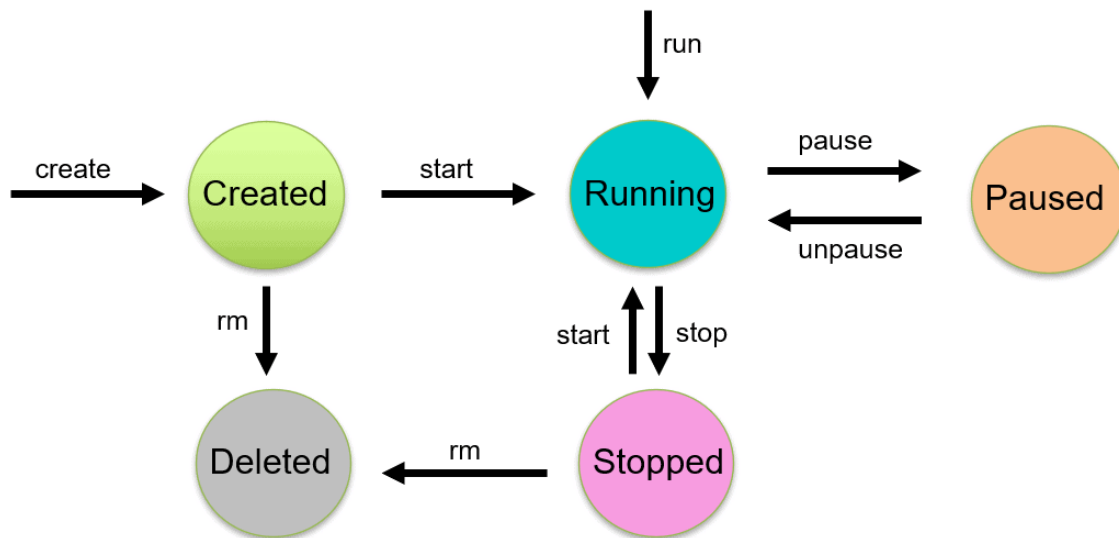 run
create
Created
start
Running
pause
unpause
Paused
rm
start
stop
Deleted
rm
Stopped